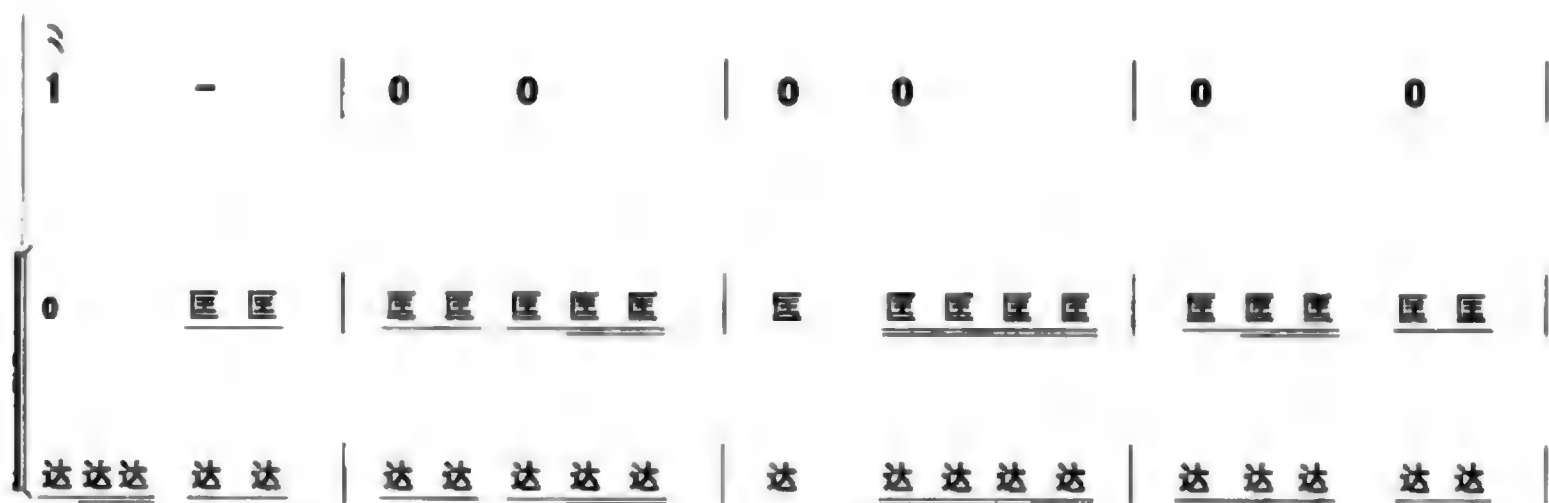 1 - | 0 0 | 0 0 | 0 0 |
0 匡 匡 | 匡 匡 匡 匡 匡 | 匡 匡 匡 匡 匡 | 匡 匡 匡 匡 匡 |
达 达 达 达 达 | 达 达 达 达 达 | 达 达 达 达 达 | 达 达 达 达 达